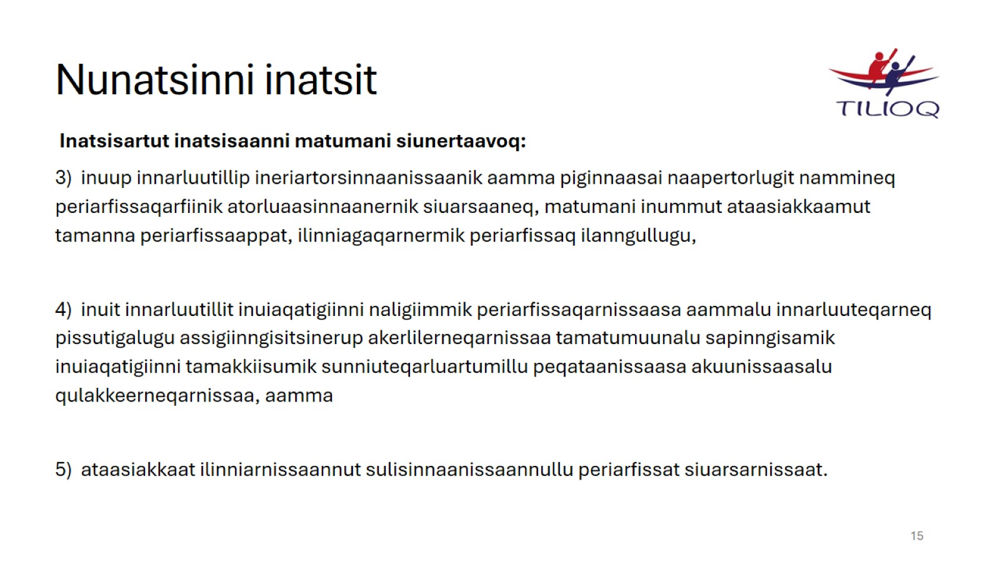 Nunatsinni inatsit
TILIOQ
Inatsisartut inatsisaanni matumani siunertaavoq:
3) inuup innarluutillip ineriartorsinnaanissaanik aamma piginnaasai naapertorlugit nammineq
periarfissaqarfiinik atorluaasinnaanernik siuarsaaneq, matumani inummut ataasiakkaamut
tamanna periarfissaappat, ilinniagaqarnermik periarfissaq ilanngullugu,
4) inuit innarluutillit inuiaqatigiinni naligiimmik periarfissaqarnissaasa aammalu innarluuteqarneq
pissutigalugu assigiinngisitsinerup akerlilerneqarnissaa tamatumuunalu sapinngisamik
inuiaqatigiinni tamakkiisumik sunniuteqarluartumillu peqataanissaasa akuunissaasalu
qulakkeerneqarnissaa, aamma
5) ataasiakkaat ilinniarnissaannut sulisinnaanissaannullu periarfissat siuarsarnissaat.
15